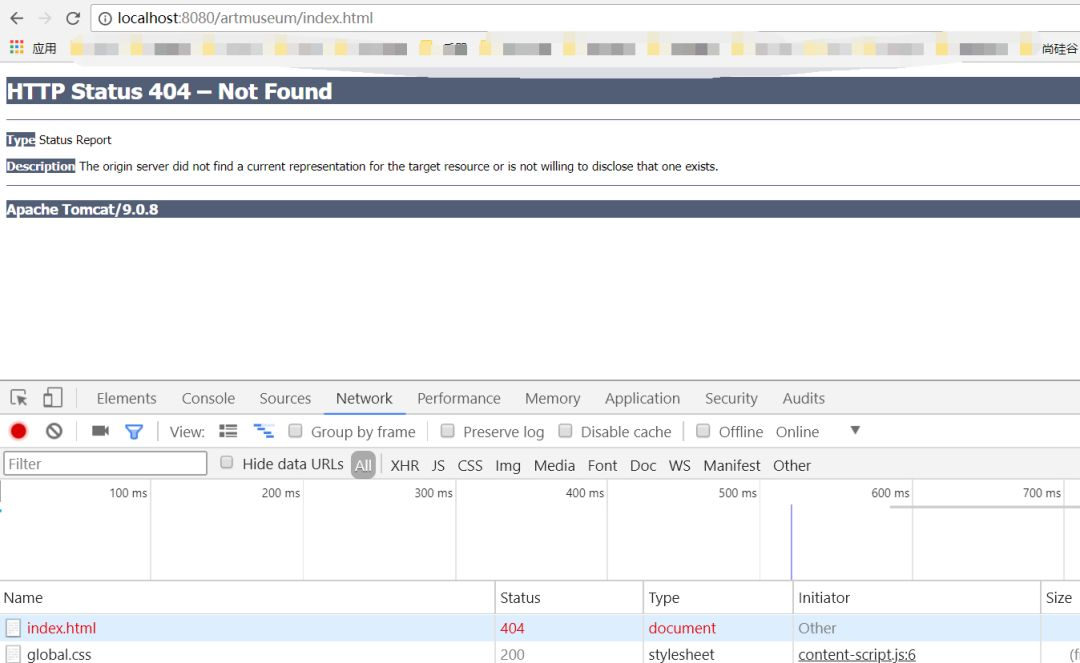 localhost:8080/artmuseum/index.html
应用
尚硅谷
HTTP Status 404 – Not Found
Type Status Report
Description The origin server did not find a current representation for the target resource or is not willing to disclose that one exists.
Apache Tomcat/9.0.8
Elements Console Sources Network Performance Memory Application Security Audits
View: Group by frame Preserve log Disable cache Offline Online
Filter Hide data URLs All XHR JS CSS Img Media Font Doc WS Manifest Other
100 ms 200 ms 300 ms 400 ms 500 ms 600 ms 700 ms
Name Status Type Initiator Size
index.html 404 document Other
global.css 200 stylesheet content-script.js:6